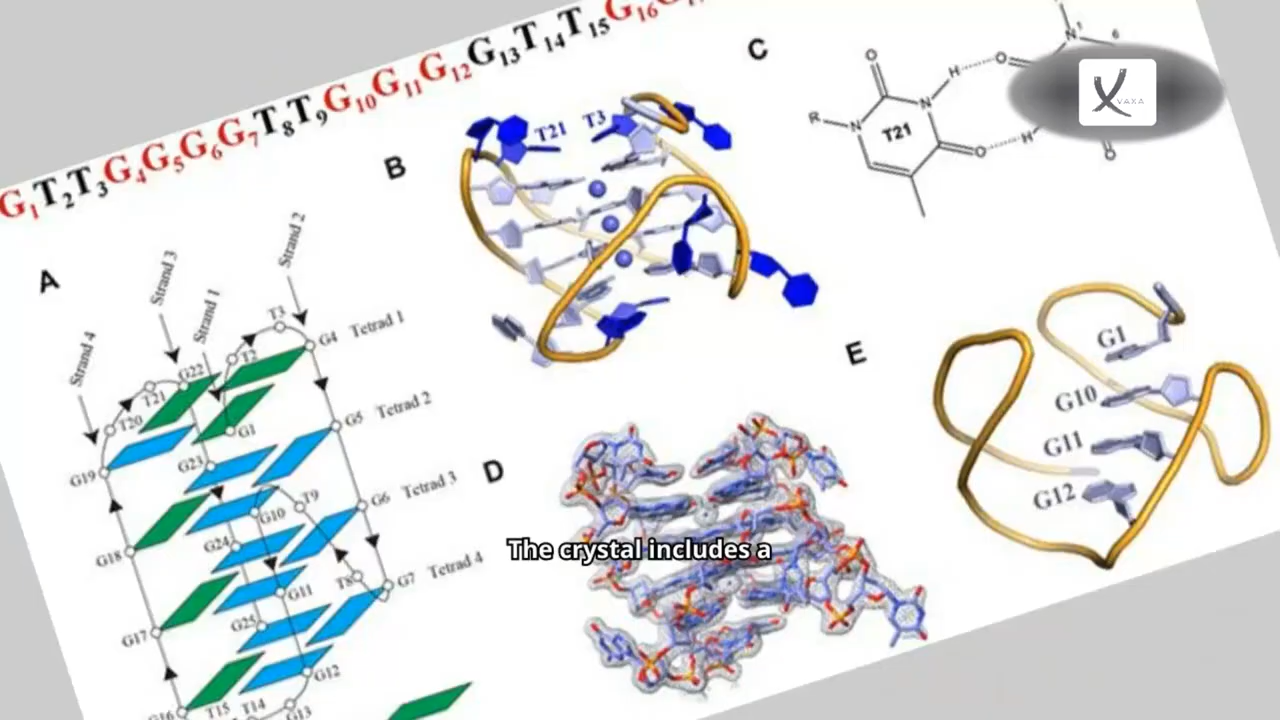 G1T2T3G4G5G6G7T8T9G10G11G12G13T14T15G16
A
Strand 4
Strand 3
Strand 1
Strand 2
T3
T2
G4 Tetrad 1
G22
T21
T20
G1
G5 Tetrad 2
G19
G23
T9
G6 Tetrad 3
G10
G18
G24
T8
G7 Tetrad 4
G11
G17
G25
G12
T15 T14
G13
B
T21 T3
C
O
H
O
N
R
N
T21
O
H
N1
6
O
VAXA
D
E
G1
G10
G11
G12
The crystal includes a